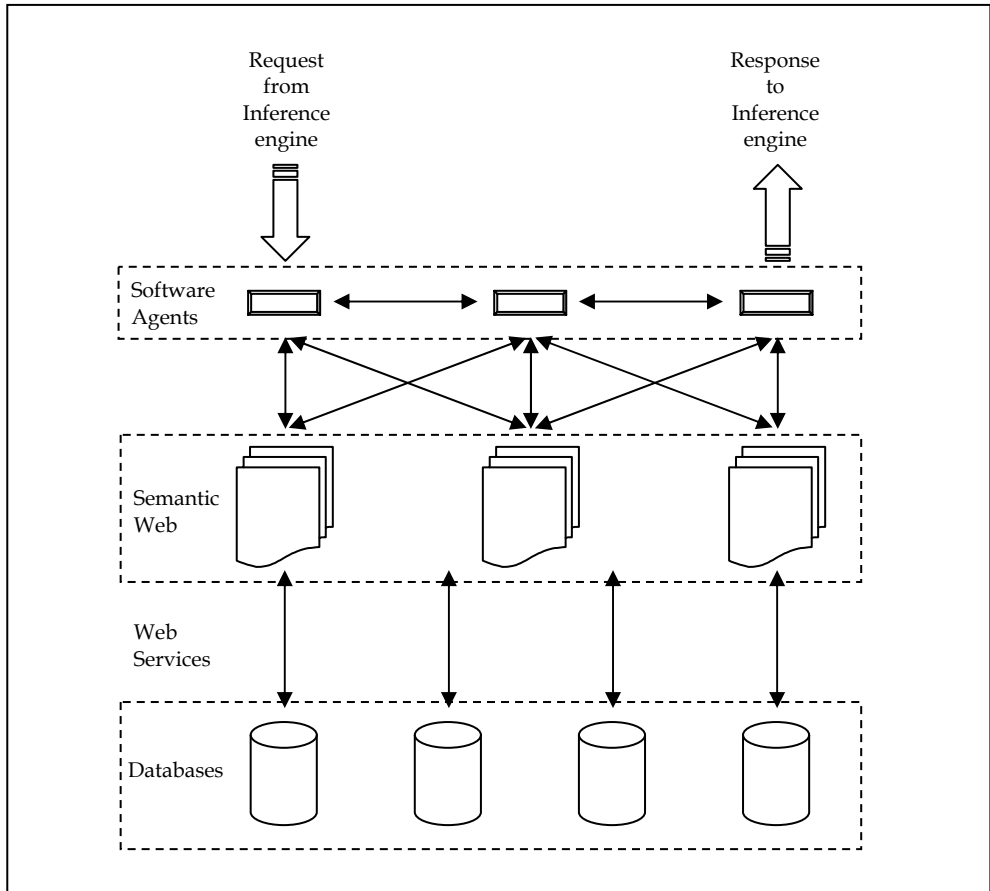 Request
from
Inference
engine
Response
to
Inference
engine
Software
Agents
Semantic
Web
Web
Services
Databases